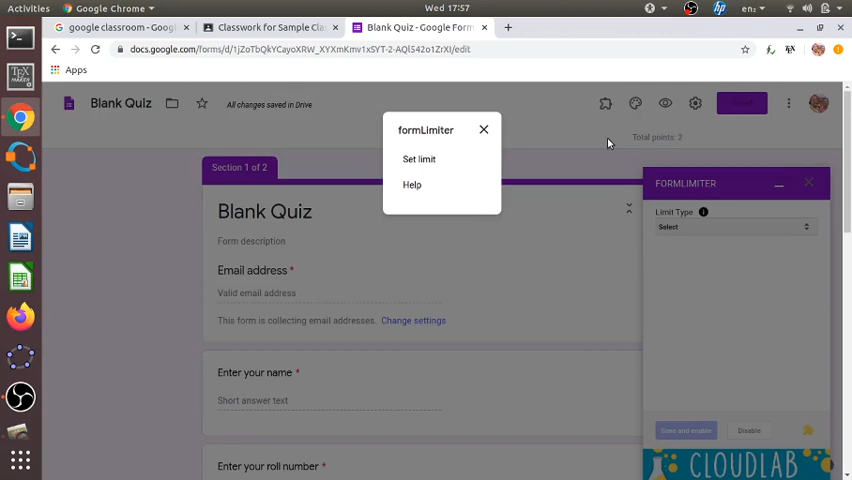 Activities
Google Chrome
Wed 17:57
en₂
google classroom - Google
Classwork for Sample Cla
Blank Quiz - Google Form
docs.google.com/forms/d/1jZoTbQkYCayoXRW_XYXmKmv1xSYT-2-AQl542o1ZrXI/edit
Apps
Blank Quiz
All changes saved in Drive
Send
Total points: 2
formLimiter
Set limit
Help
Section 1 of 2
Blank Quiz
Form description
Email address *
Valid email address
This form is collecting email addresses. Change settings
Enter your name *
Short answer text
Enter your roll number *
FORMLIMITER
Limit Type
Select
Save and enable
Disable
CLOUDLAB